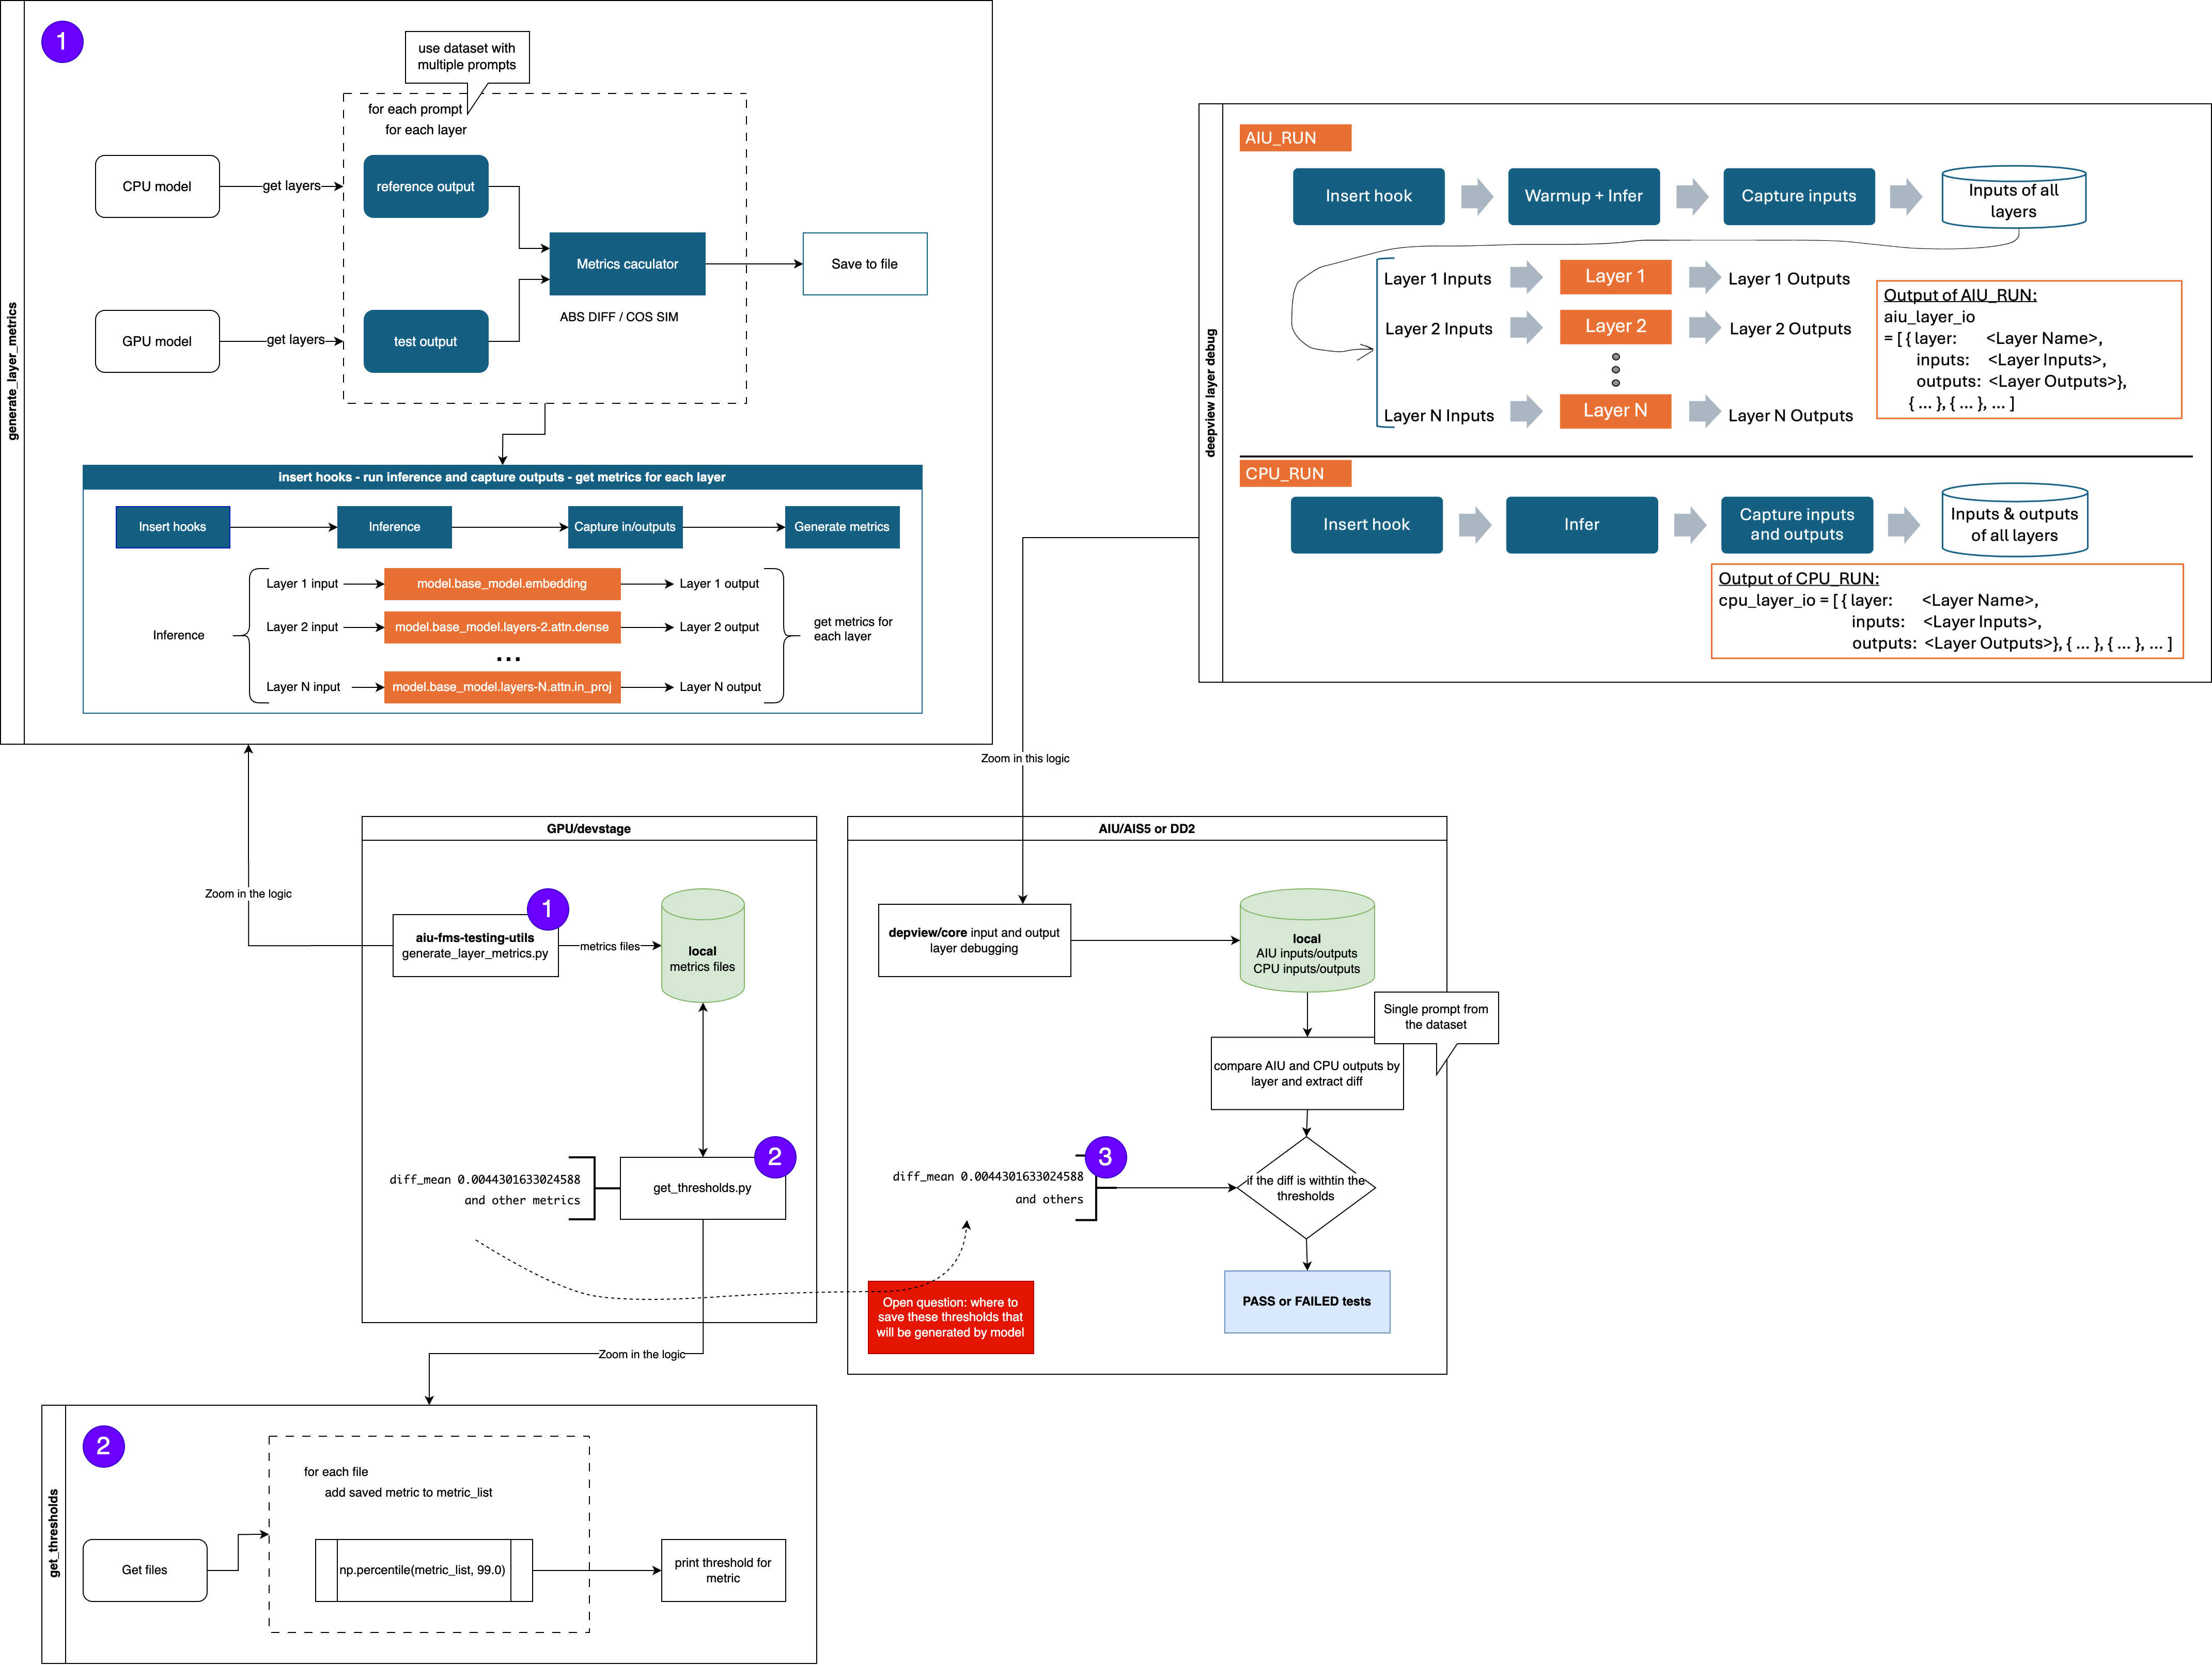 generate_layer_metrics
1
use dataset with
multiple prompts
for each prompt
for each layer
CPU model
get layers
reference output
GPU model
get layers
test output
Metrics caculator
ABS DIFF / COS SIM
Save to file
insert hooks - run inference and capture outputs - get metrics for each layer
Insert hooks
Inference
Capture in/outputs
Generate metrics
Inference
Layer 1 input
model.base_model.embedding
Layer 1 output
Layer 2 input
model.base_model.layers-2.attn.dense
Layer 2 output
...
Layer N input
model.base_model.layers-N.attn.in_proj
Layer N output
get metrics for
each layer
deepview layer debug
AIU_RUN
Insert hook
Warmup + Infer
Capture inputs
Inputs of all
layers
Layer 1 Inputs
Layer 1
Layer 1 Outputs
Layer 2 Inputs
Layer 2
Layer 2 Outputs
Layer N Inputs
Layer N
Layer N Outputs
Output of AIU_RUN:
aiu_layer_io
= [ { layer: <Layer Name>,
inputs: <Layer Inputs>,
outputs: <Layer Outputs>},
{ ... }, { ... }, ... ]
CPU_RUN
Insert hook
Infer
Capture inputs
and outputs
Inputs & outputs
of all layers
Output of CPU_RUN:
cpu_layer_io = [ { layer: <Layer Name>,
inputs: <Layer Inputs>,
outputs: <Layer Outputs>}, { ... }, { ... }, ... ]
Zoom in the logic
Zoom in this logic
GPU/devstage
1
aiu-fms-testing-utils
generate_layer_metrics.py
metrics files
local
metrics files
2
get_thresholds.py
diff_mean 0.0044301633024588
and other metrics
Zoom in the logic
AIU/AIS5 or DD2
depview/core input and output
layer debugging
local
AIU inputs/outputs
CPU inputs/outputs
Single prompt from
the dataset
compare AIU and CPU outputs by
layer and extract diff
3
diff_mean 0.0044301633024588
and others
if the diff is withtin the
thresholds
Open question: where to
save these thresholds that
will be generated by model
PASS or FAILED tests
get_thresholds
2
for each file
add saved metric to metric_list
Get files
np.percentile(metric_list, 99.0)
print threshold for
metric